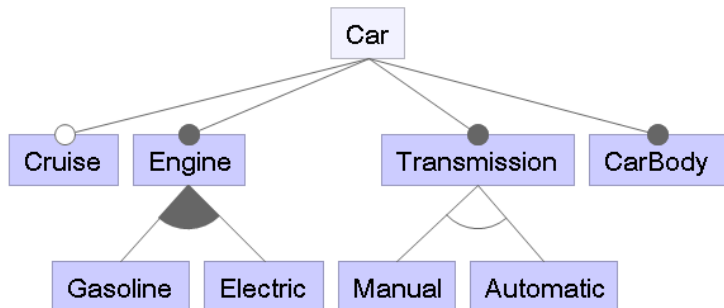 Car
Cruise Engine Transmission CarBody
Gasoline Electric Manual Automatic